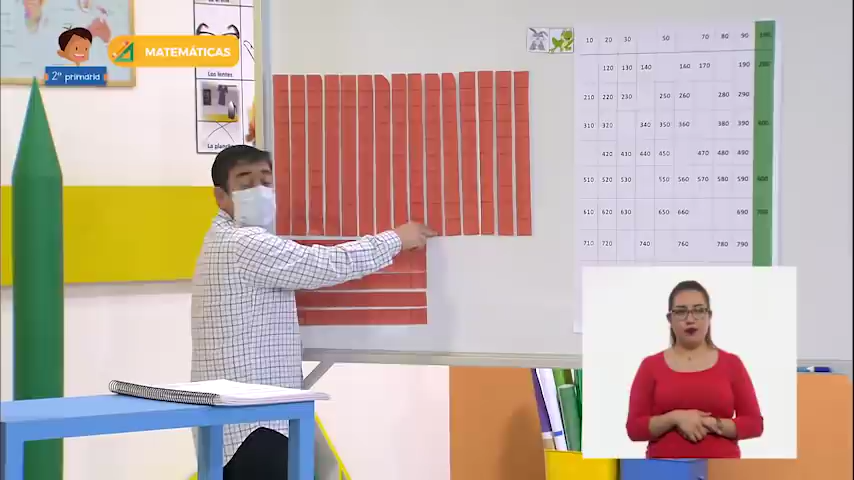 MATEMÁTICAS
2º primaria
los lentes
La plancha
10 20 30 50 70 80 90 100
120 130 140 160 170 190 200
210 220 230 250 260 280 290
310 320 340 350 360 380 390 400
420 430 440 450 470 480 490
510 520 530 550 560 570 580 590 600
610 620 630 650 660 690 700
710 720 740 760 780 790